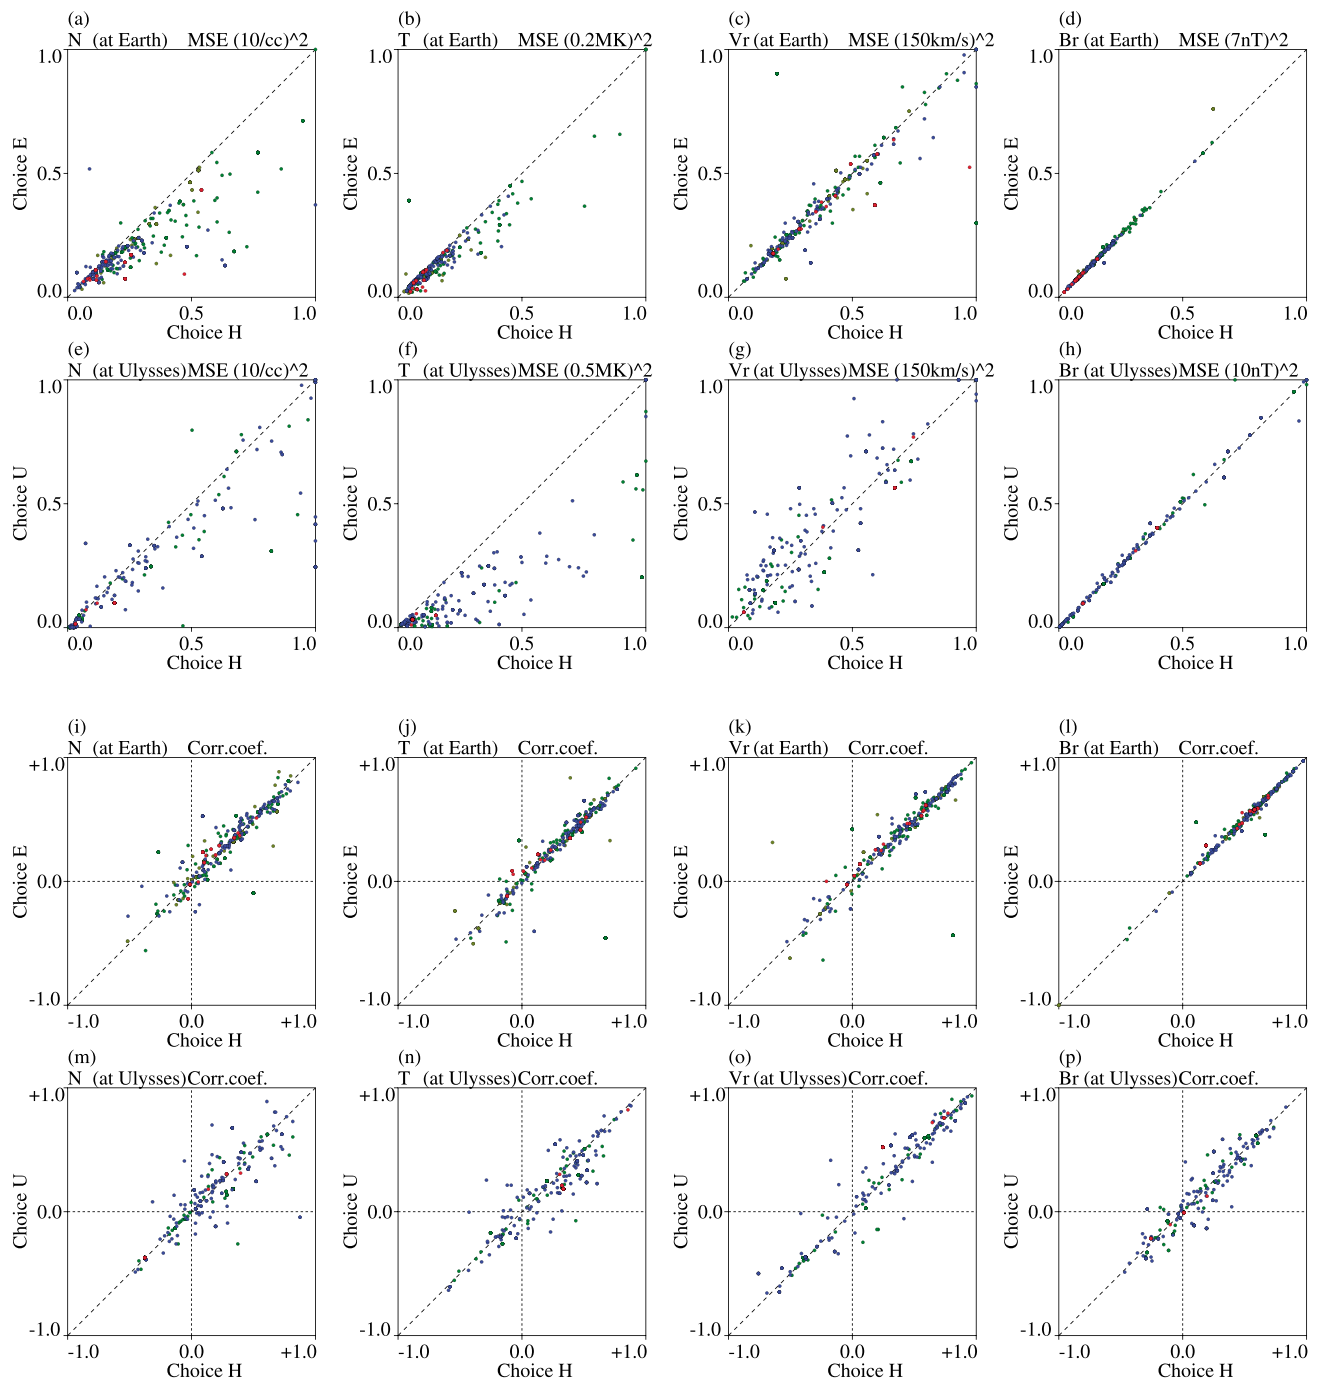 (a) (b) (c) (d)
N (at Earth) MSE (10/cc)^2 T (at Earth) MSE (0.2MK)^2 Vr (at Earth) MSE (150km/s)^2 Br (at Earth) MSE (7nT)^2
1.0 1.0 1.0 1.0
Choice E Choice E Choice E Choice E
0.5 0.5 0.5 0.5
0.0 0.0 0.0 0.0
0.0 0.5 1.0 0.0 0.5 1.0 0.0 0.5 1.0 0.0 0.5 1.0
Choice H Choice H Choice H Choice H
(e) (f) (g) (h)
N (at Ulysses) MSE (10/cc)^2 T (at Ulysses) MSE (0.5MK)^2 Vr (at Ulysses) MSE (150km/s)^2 Br (at Ulysses) MSE (10nT)^2
1.0 1.0 1.0 1.0
Choice U Choice U Choice U Choice U
0.5 0.5 0.5 0.5
0.0 0.0 0.0 0.0
0.0 0.5 1.0 0.0 0.5 1.0 0.0 0.5 1.0 0.0 0.5 1.0
Choice H Choice H Choice H Choice H
(i) (j) (k) (l)
N (at Earth) Corr.coef. T (at Earth) Corr.coef. Vr (at Earth) Corr.coef. Br (at Earth) Corr.coef.
+1.0 +1.0 +1.0 +1.0
Choice E Choice E Choice E Choice E
0.0 0.0 0.0 0.0
-1.0 -1.0 -1.0 -1.0
-1.0 0.0 +1.0 -1.0 0.0 +1.0 -1.0 0.0 +1.0 -1.0 0.0 +1.0
Choice H Choice H Choice H Choice H
(m) (n) (o) (p)
N (at Ulysses) Corr.coef. T (at Ulysses) Corr.coef. Vr (at Ulysses) Corr.coef. Br (at Ulysses) Corr.coef.
+1.0 +1.0 +1.0 +1.0
Choice U Choice U Choice U Choice U
0.0 0.0 0.0 0.0
-1.0 -1.0 -1.0 -1.0
-1.0 0.0 +1.0 -1.0 0.0 +1.0 -1.0 0.0 +1.0 -1.0 0.0 +1.0
Choice H Choice H Choice H Choice H